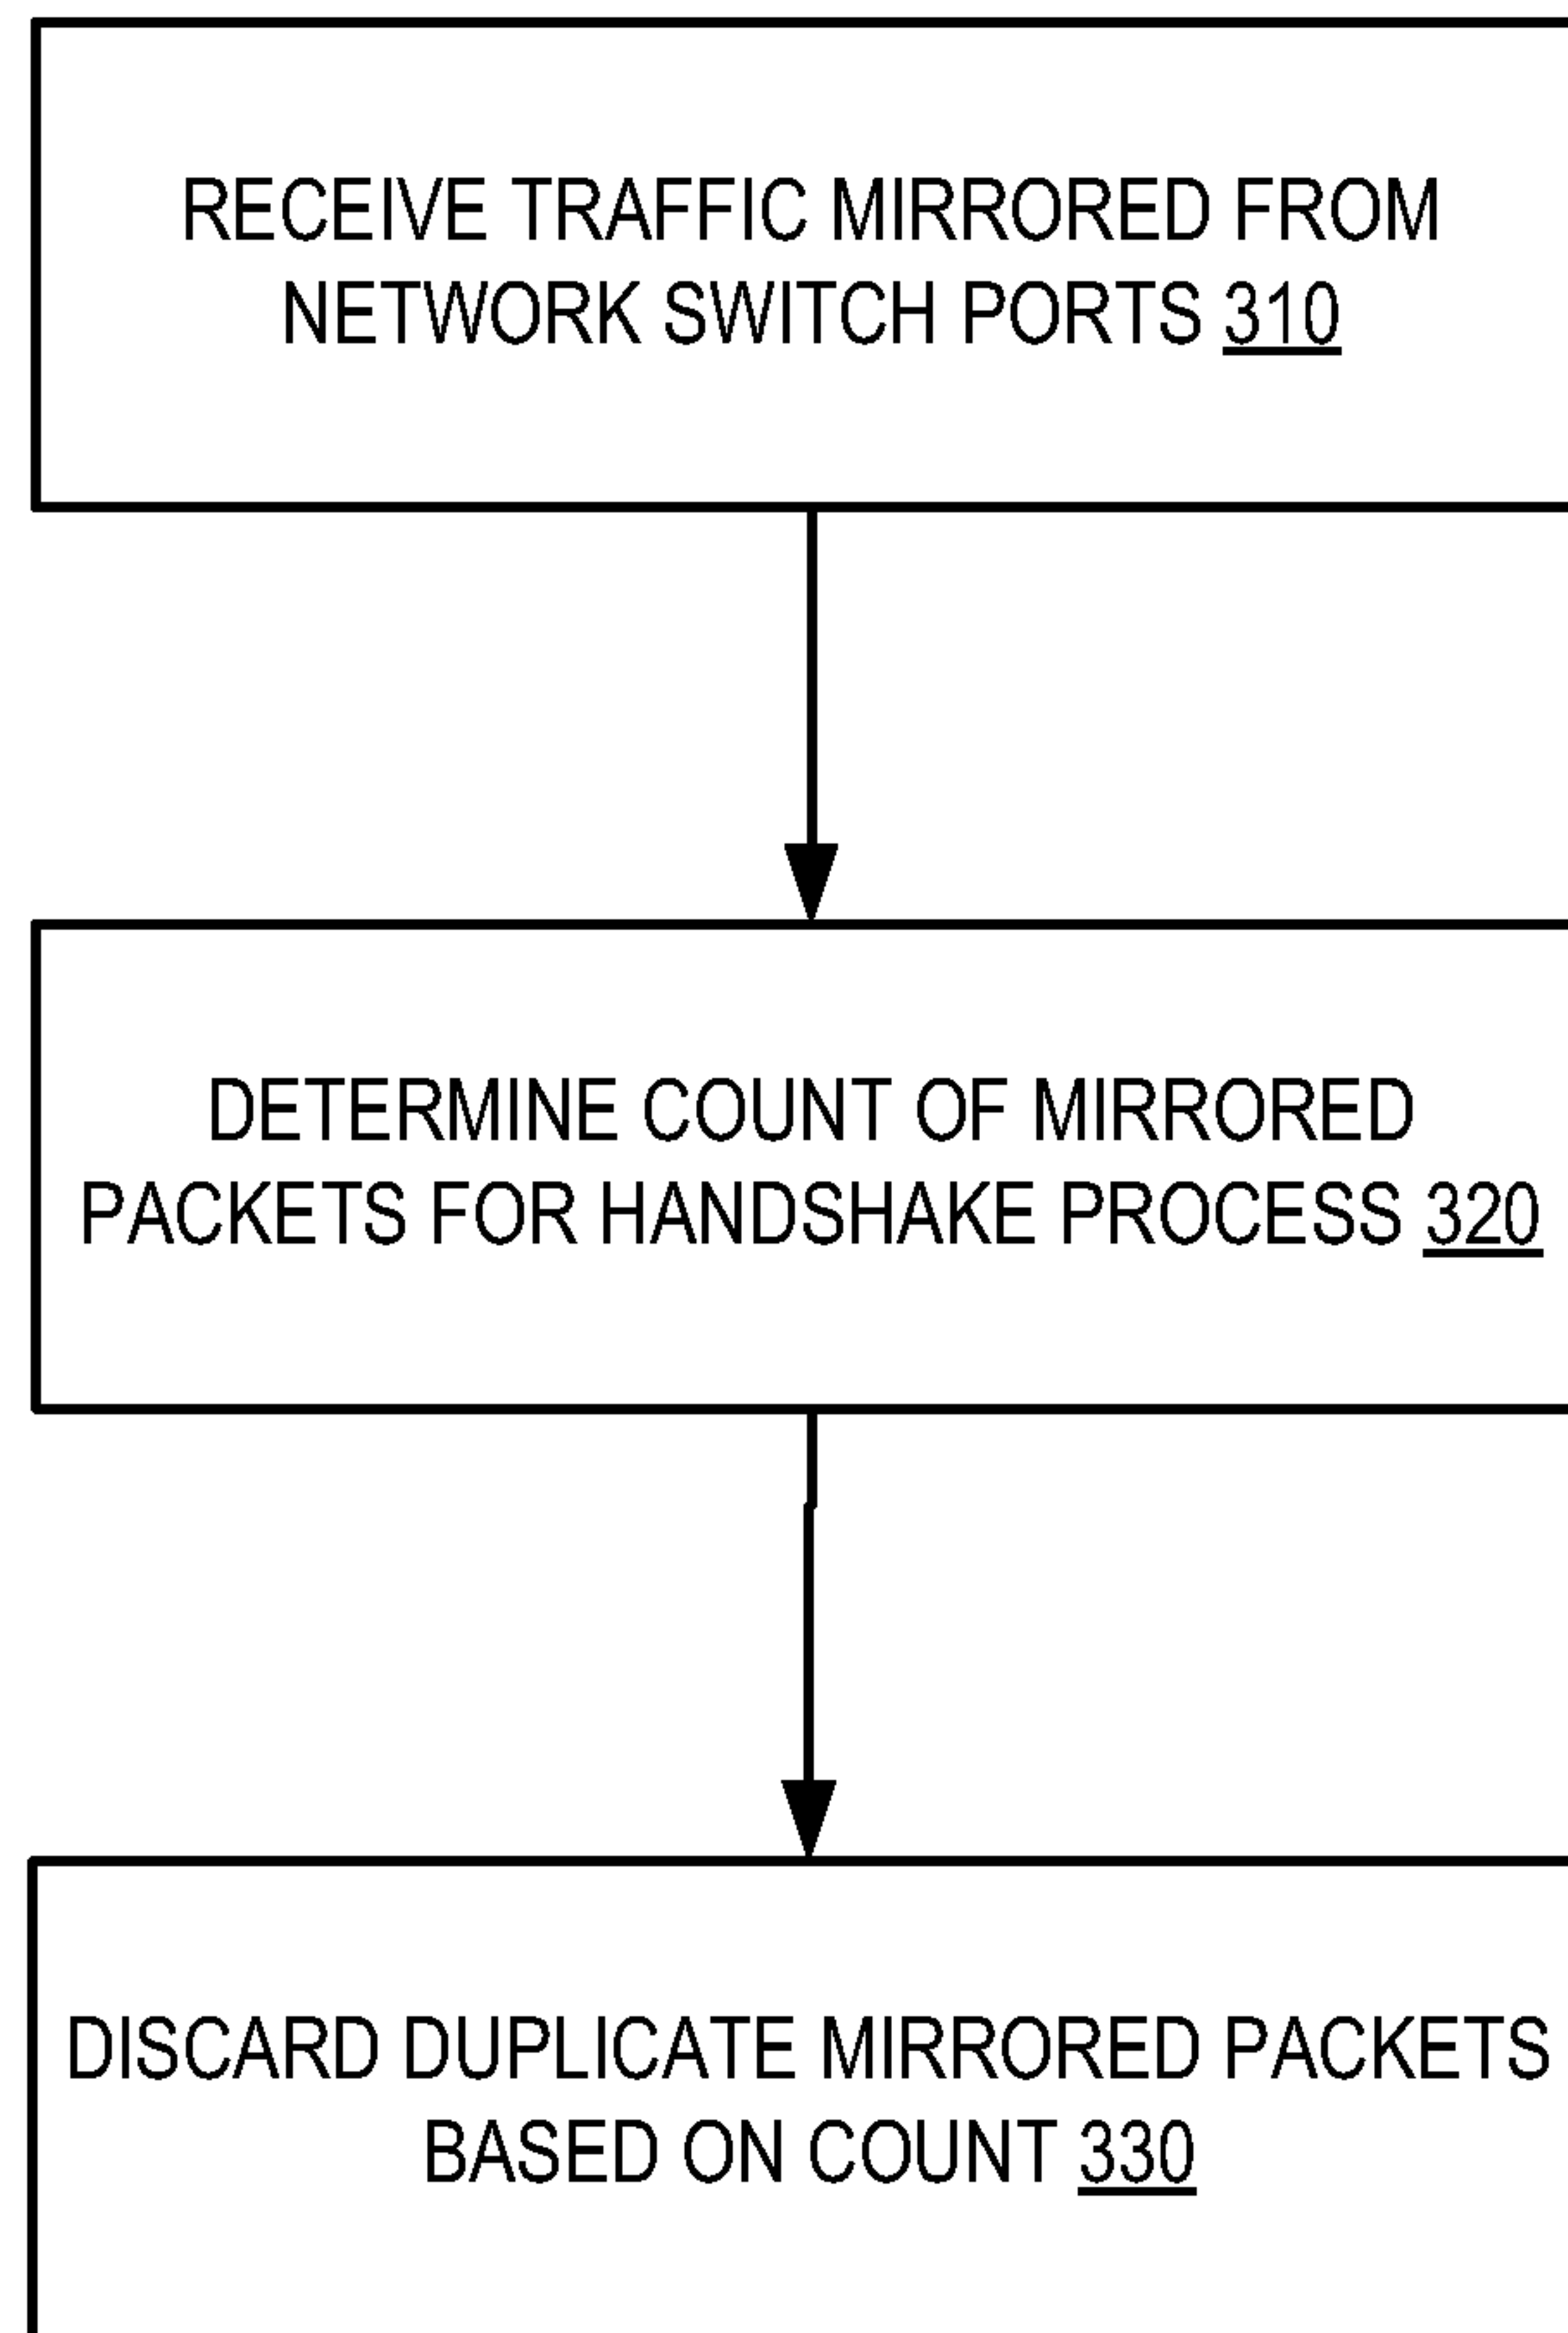 RECEIVE TRAFFIC MIRRORED FROM
NETWORK SWITCH PORTS 310
DETERMINE COUNT OF MIRRORED
PACKETS FOR HANDSHAKE PROCESS 320
DISCARD DUPLICATE MIRRORED PACKETS
BASED ON COUNT 330